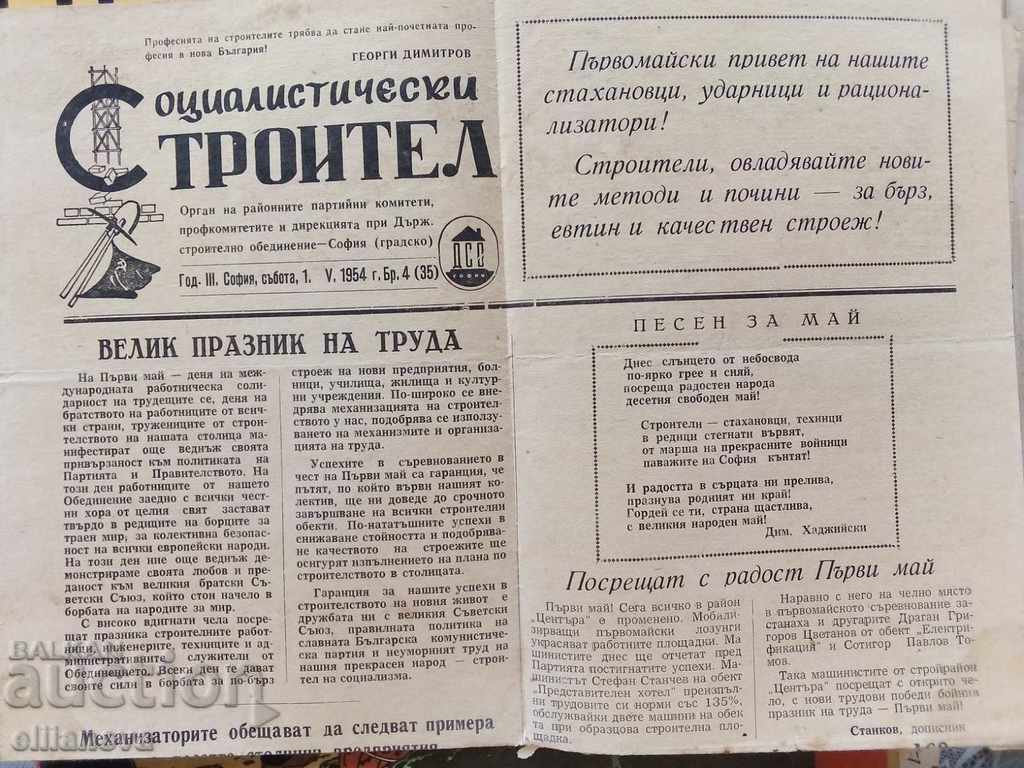 Професията на строителите трябва да стане най-почетната про-
фесия в нова България!
ГЕОРГИ ДИМИТРОВ
СОЦИАЛИСТИЧЕСКИ
СТРОИТЕЛ
Орган на районните партийни комитети,
профкомитетите и дирекцията при Държ.
строително обединение—София (градско)
Год. III. София, събота, 1. V. 1954 г. Бр. 4 (35)
ДСО
СОФИЯ
Първомайски привет на нашите
стахановци, ударници и рациона-
лизатори!
Строители, овладявайте нови-
те методи и почини — за бърз,
евтин и качествен строеж!
ВЕЛИК ПРАЗНИК НА ТРУДА
На Първи май — деня на меж-
дународната работническа соли-
дарност на трудещите се, деня на
братството на работниците от всич-
ки страни, тружениците от строи-
телството на нашата столица ма-
нифестират още веднъж своята
привързаност към политиката на
Партията и Правителството. На
този ден работниците от нашето
Обединение заедно с всички чест-
ни хора от целия свят застават
твърдо в редиците на борците за
траен мир, за колективна безопас-
ност на всички европейски народи.
На този ден ние още веднъж де-
монстрираме своята любов и пре-
даност към великия братски Съ-
ветски Съюз, който стои начело в
борбата на народите за мир.
С високо вдигнати чела посре-
щат празника строителните работ-
ници, инженерите, техниците и ад-
министративните служители от
Обединението. Всеки ден те дават
своите сили в борбата за по-бърз
строеж на нови предприятия, бол-
ници, училища, жилища и култур-
ни учреждения. По-широко се вне-
дрява механизацията на строител-
ството у нас, подобрява се използу-
ването на механизмите и организа-
цията на труда.
Успехите в съревнованието в
чест на Първи май са гаранция, че
пътят, по който върви нашият кол-
ектив, ще ни доведе до срочното
завършване на всички строителни
обекти. По-нататъшните успехи в
снижаване стойността и подобрява-
не качеството на строежите ще
осигурят изпълнението на плана по
строителството в столицата.
Гаранция за нашите успехи в
строителството на новия живот е
дружбата ни с великия Съветски
Съюз, правилната политика на
славната Българска комунистиче-
ска партия и неуморният труд на
нашия прекрасен народ — строи-
тел на социализма.
Механизаторите обещават да следват примера
ПЕСЕН ЗА МАЙ
Днес слънцето от небосвода
по-ярко грее и сияй,
посреща радостен народа
десетия свободен май!
Строители — стахановци, техници
в редици стегнати вървят,
от марша на прекрасните войници
паважите на София кънтят!
И радостта в сърцата ни прелива,
празнува родният ни край!
Гордей се ти, страна щастлива,
с великия народен май!
Дим. Хаджийски
Посрещат с радост Първи май
Първи май! Сега всичко в район
„Центъра“ е променено. Мобили-
зиращи първомайски лозунги
украсяват работните площадки. Ма-
шинистите днес ще отчетат пред
Партията постигнатите успехи. Ма-
шинистът Стефан Станчев на обект
„Представителен хотел“ преизпъл-
ни трудовите си норми със 135%,
обслужвайки двете машини на обек-
та при образцова строителна пло-
щадка.
Наравно с него на челно място
в първомайското съревнование за-
станаха и другарите Драган Гри-
горов Цветанов от обект „Електри-
фикация“ и Сотигор Павлов То-
мов.
Така машинистите от стройрайон
„Центъра“ посрещат с открито че-
ло, с нови трудови победи бойния
празник на труда — Първи май!
Станков, дописник
auction